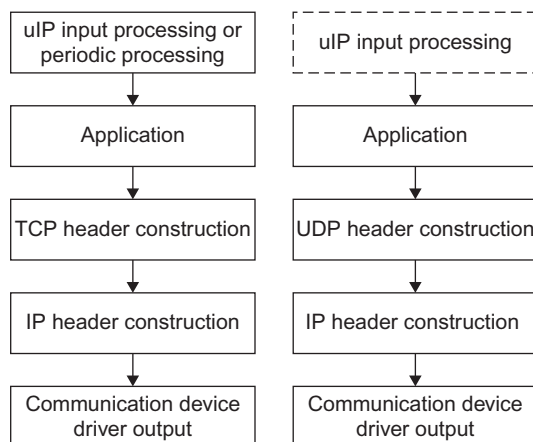 uIP input processing or
periodic processing
Application
TCP header construction
IP header construction
Communication device
driver output
uIP input processing
Application
UDP header construction
IP header construction
Communication device
driver output